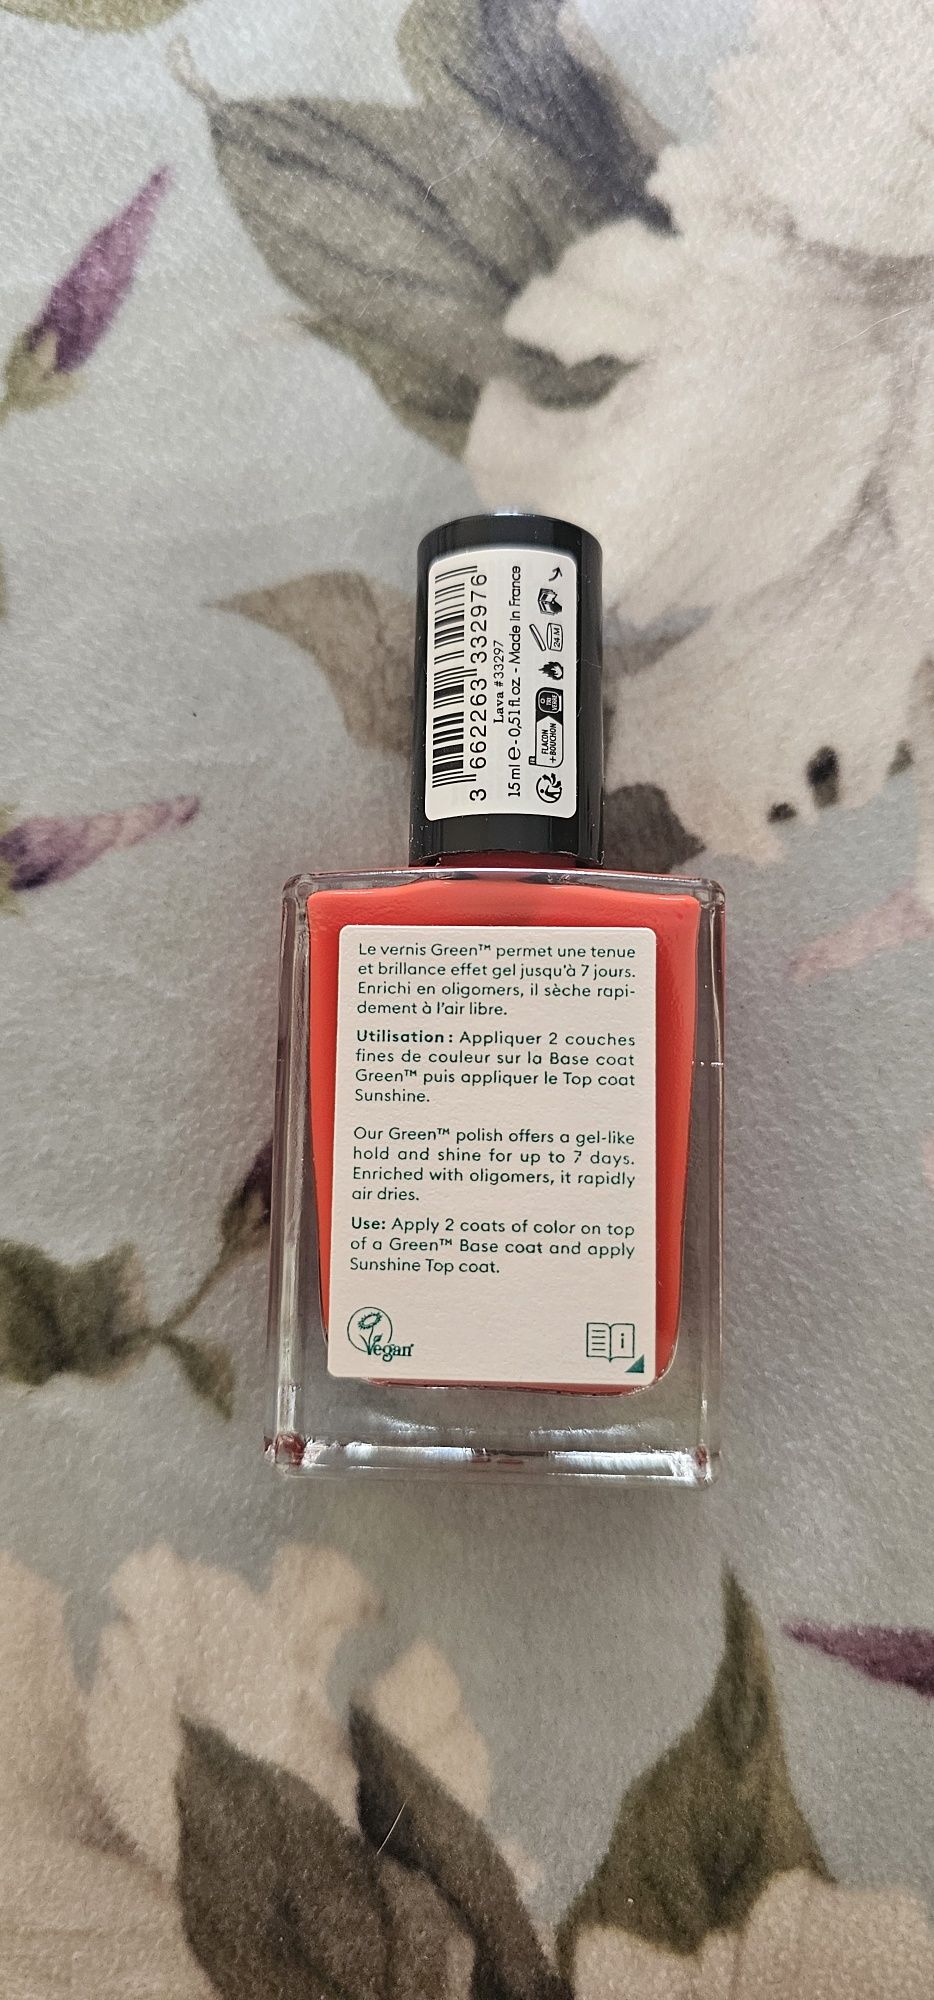 3 662263 332976
Lava #33297
15 ml e - 0,51 fl. oz - Made in France
FR
FLACON
+BOUCHON
TRI
VERRE
24 M
Le vernis Green™ permet une tenue
et brillance effet gel jusqu'à 7 jours.
Enrichi en oligomers, il sèche rapi-
dement à l'air libre.
Utilisation : Appliquer 2 couches
fines de couleur sur la Base coat
Green™ puis appliquer le Top coat
Sunshine.
Our Green™ polish offers a gel-like
hold and shine for up to 7 days.
Enriched with oligomers, it rapidly
air dries.
Use: Apply 2 coats of color on top
of a Green™ Base coat and apply
Sunshine Top coat.
Vegan
i